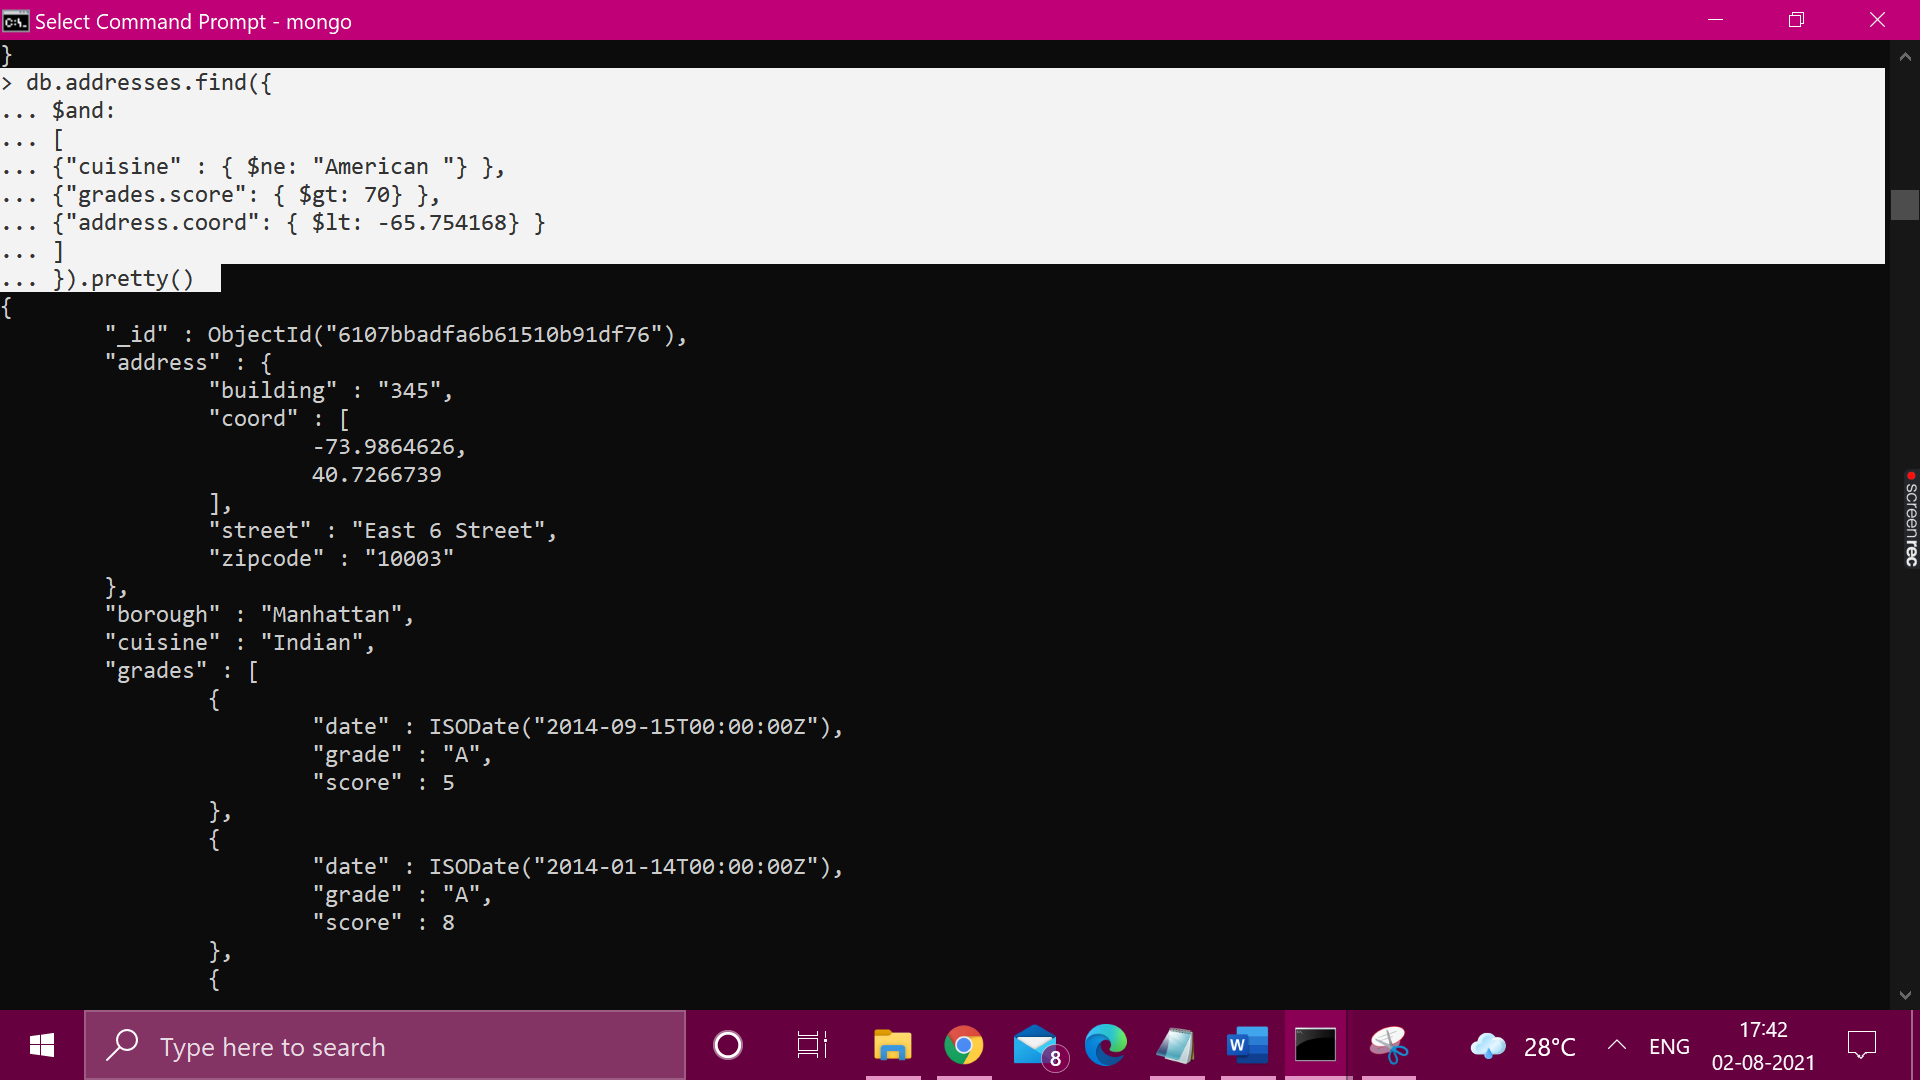 Select Command Prompt - mongo
}
> db.addresses.find({
... $and:
... [
... {"cuisine" : { $ne: "American "} },
... {"grades.score": { $gt: 70} },
... {"address.coord": { $lt: -65.754168} }
... ]
... }).pretty()
{
"_id" : ObjectId("6107bbadfa6b61510b91df76"),
"address" : {
"building" : "345",
"coord" : [
-73.9864626,
40.7266739
],
"street" : "East 6 Street",
"zipcode" : "10003"
},
"borough" : "Manhattan",
"cuisine" : "Indian",
"grades" : [
{
"date" : ISODate("2014-09-15T00:00:00Z"),
"grade" : "A",
"score" : 5
},
{
"date" : ISODate("2014-01-14T00:00:00Z"),
"grade" : "A",
"score" : 8
},
{
screenrec
Type here to search
8
W
28°C
ENG
17:42
02-08-2021